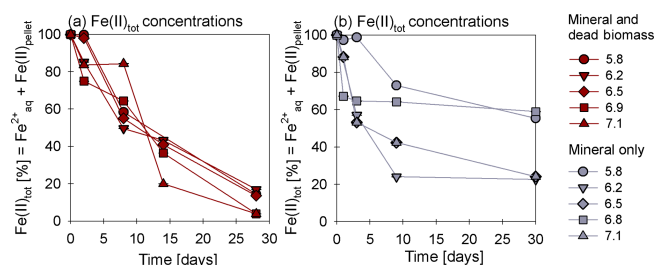 (a) Fe(II)tot concentrations
(b) Fe(II)tot concentrations
Fe(II)tot [%] = Fe2+aq + Fe(II)pellet
100
80
60
40
20
0
0 5 10 15 20 25 30
Time [days]
Fe(II)tot [%] = Fe2+aq + Fe(II)pellet
100
80
60
40
20
0
0 5 10 15 20 25 30
Time [days]
Mineral and
dead biomass
5.8
6.2
6.5
6.9
7.1
Mineral only
5.8
6.2
6.5
6.8
7.1